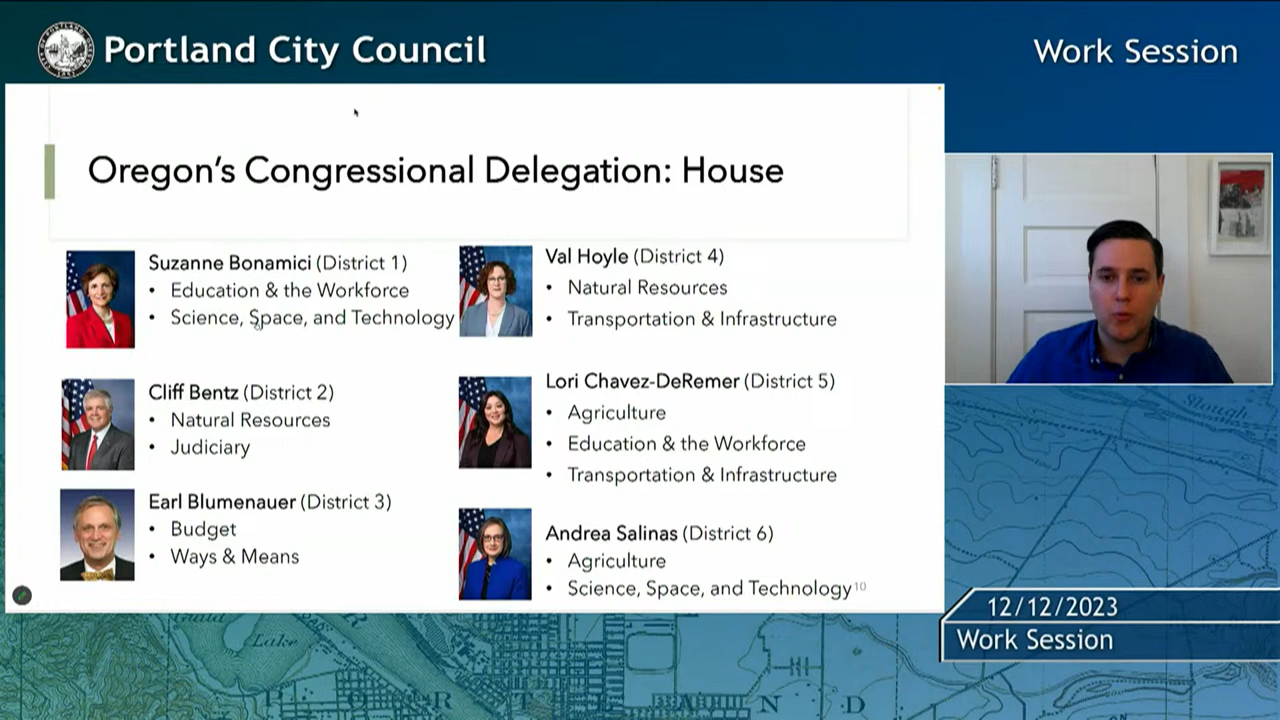 Portland City Council
Work Session
Oregon's Congressional Delegation: House
Suzanne Bonamici (District 1)
• Education & the Workforce
• Science, Space, and Technology
Cliff Bentz (District 2)
• Natural Resources
• Judiciary
Earl Blumenauer (District 3)
• Budget
• Ways & Means
Val Hoyle (District 4)
• Natural Resources
• Transportation & Infrastructure
Lori Chavez-DeRemer (District 5)
• Agriculture
• Education & the Workforce
• Transportation & Infrastructure
Andrea Salinas (District 6)
• Agriculture
• Science, Space, and Technology
10
Slough
12/12/2023
Work Session
Guild
Lake
R T L A N D